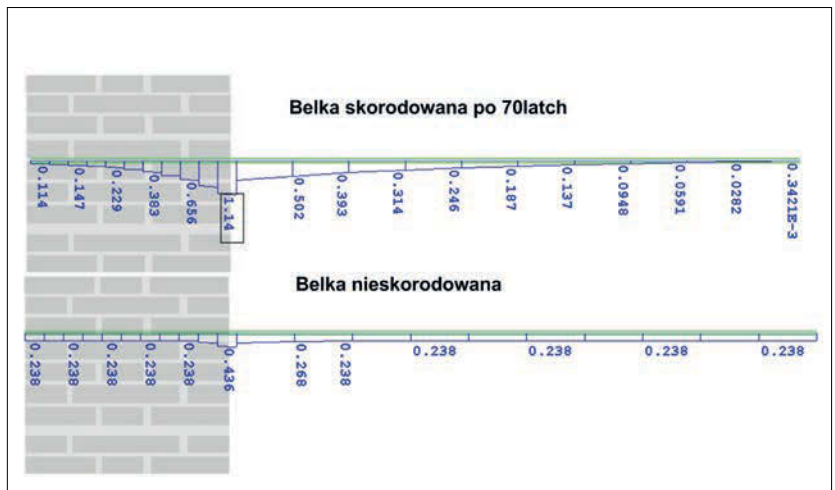 Belka skorodowana po 70latch
0.114 0.147 0.229 0.383 0.656 1.14 0.502 0.393 0.314 0.246 0.187 0.137 0.0948 0.0591 0.0282 0.3421E-3
Belka nieskorodowana
0.238 0.238 0.238 0.238 0.238 0.436 0.268 0.238 0.238 0.238 0.238 0.238